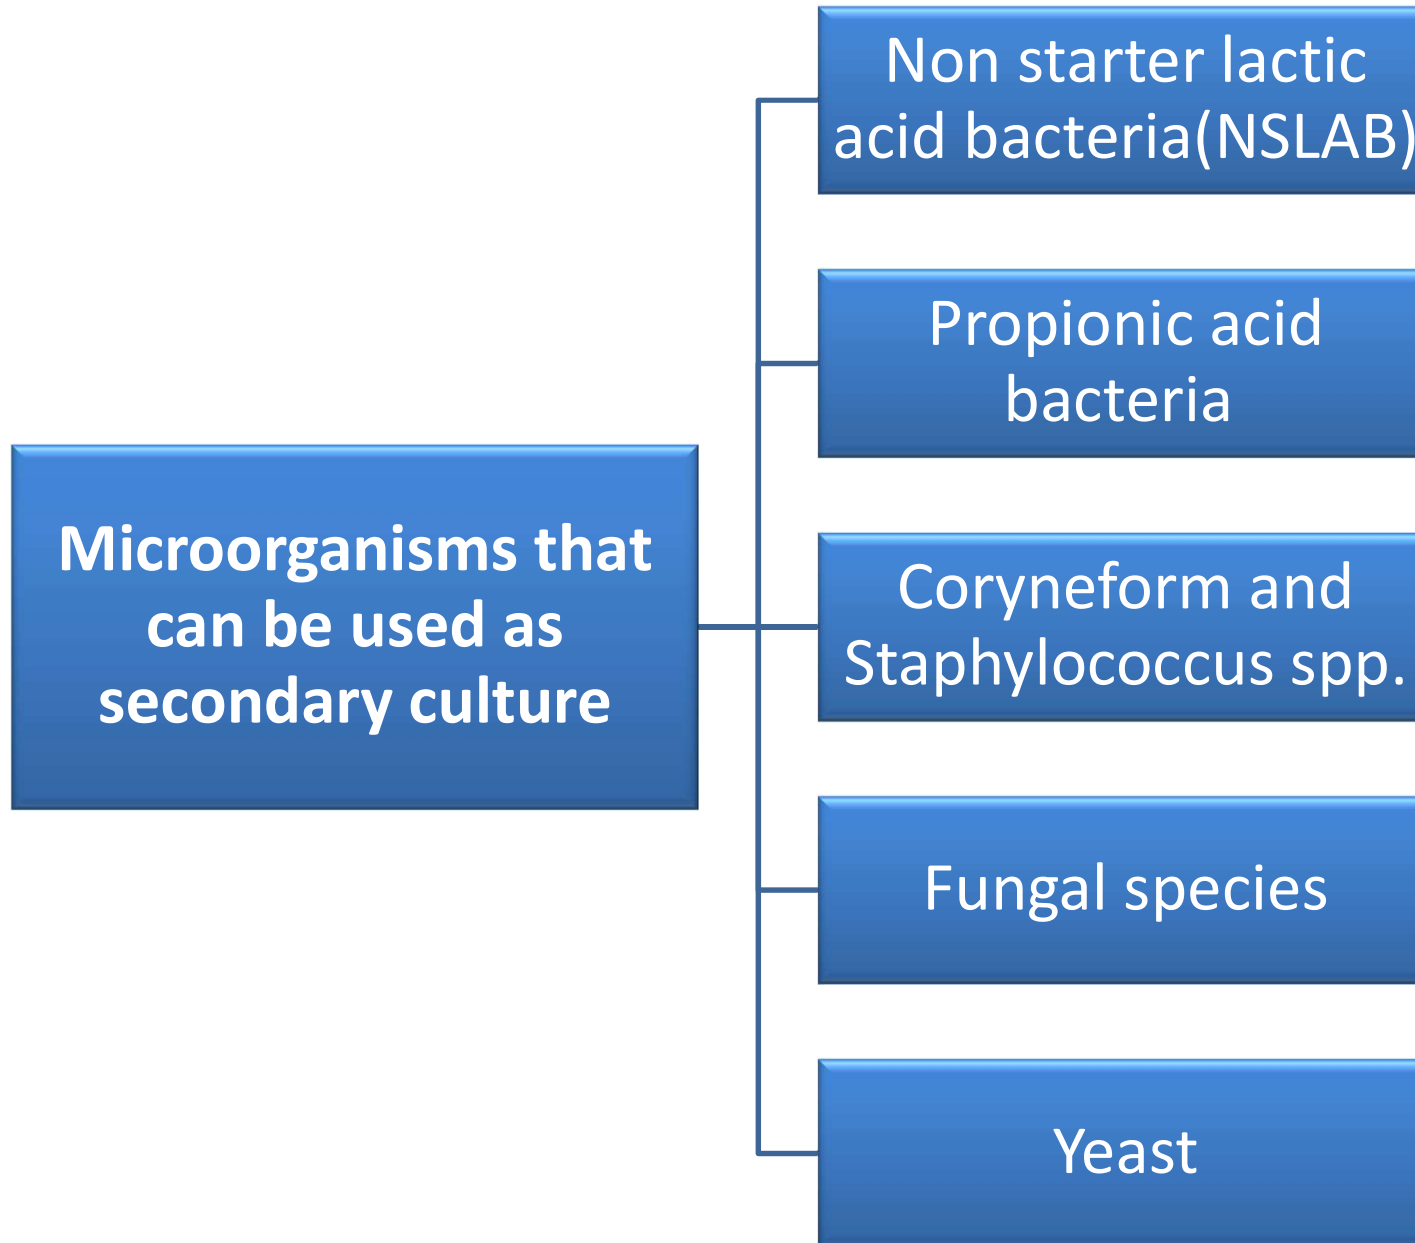 Non starter lactic
acid bacteria(NSLAB)
Propionic acid
bacteria
Microorganisms that
can be used as
secondary culture
Coryneform and
Staphylococcus spp.
Fungal species
Yeast